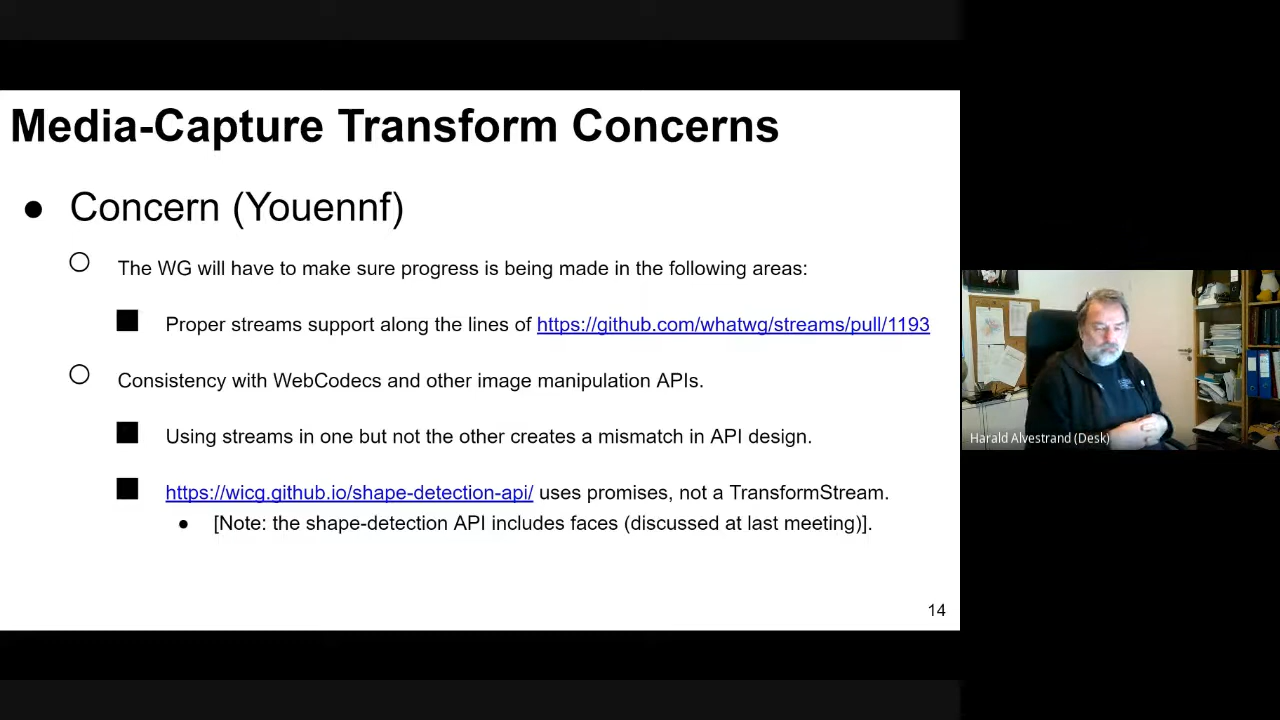 Media-Capture Transform Concerns
● Concern (Youennf)
The WG will have to make sure progress is being made in the following areas:
Proper streams support along the lines of https://github.com/whatwg/streams/pull/1193
Consistency with WebCodecs and other image manipulation APIs.
Using streams in one but not the other creates a mismatch in API design.
https://wicg.github.io/shape-detection-api/ uses promises, not a TransformStream.
● [Note: the shape-detection API includes faces (discussed at last meeting)].
14
Harald Alvestrand (Desk)